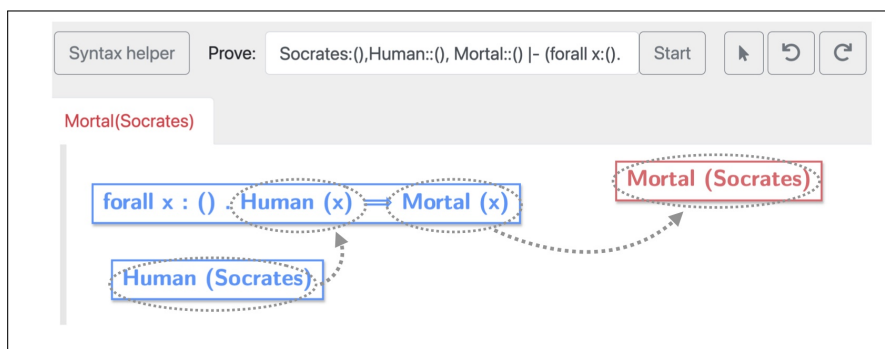 Syntax helper Prove: Socrates:(),Human::(), Mortal::() |- (forall x:(). Start
Mortal(Socrates)
Mortal (Socrates)
forall x : () . Human (x) ⟹ Mortal (x)
Human (Socrates)